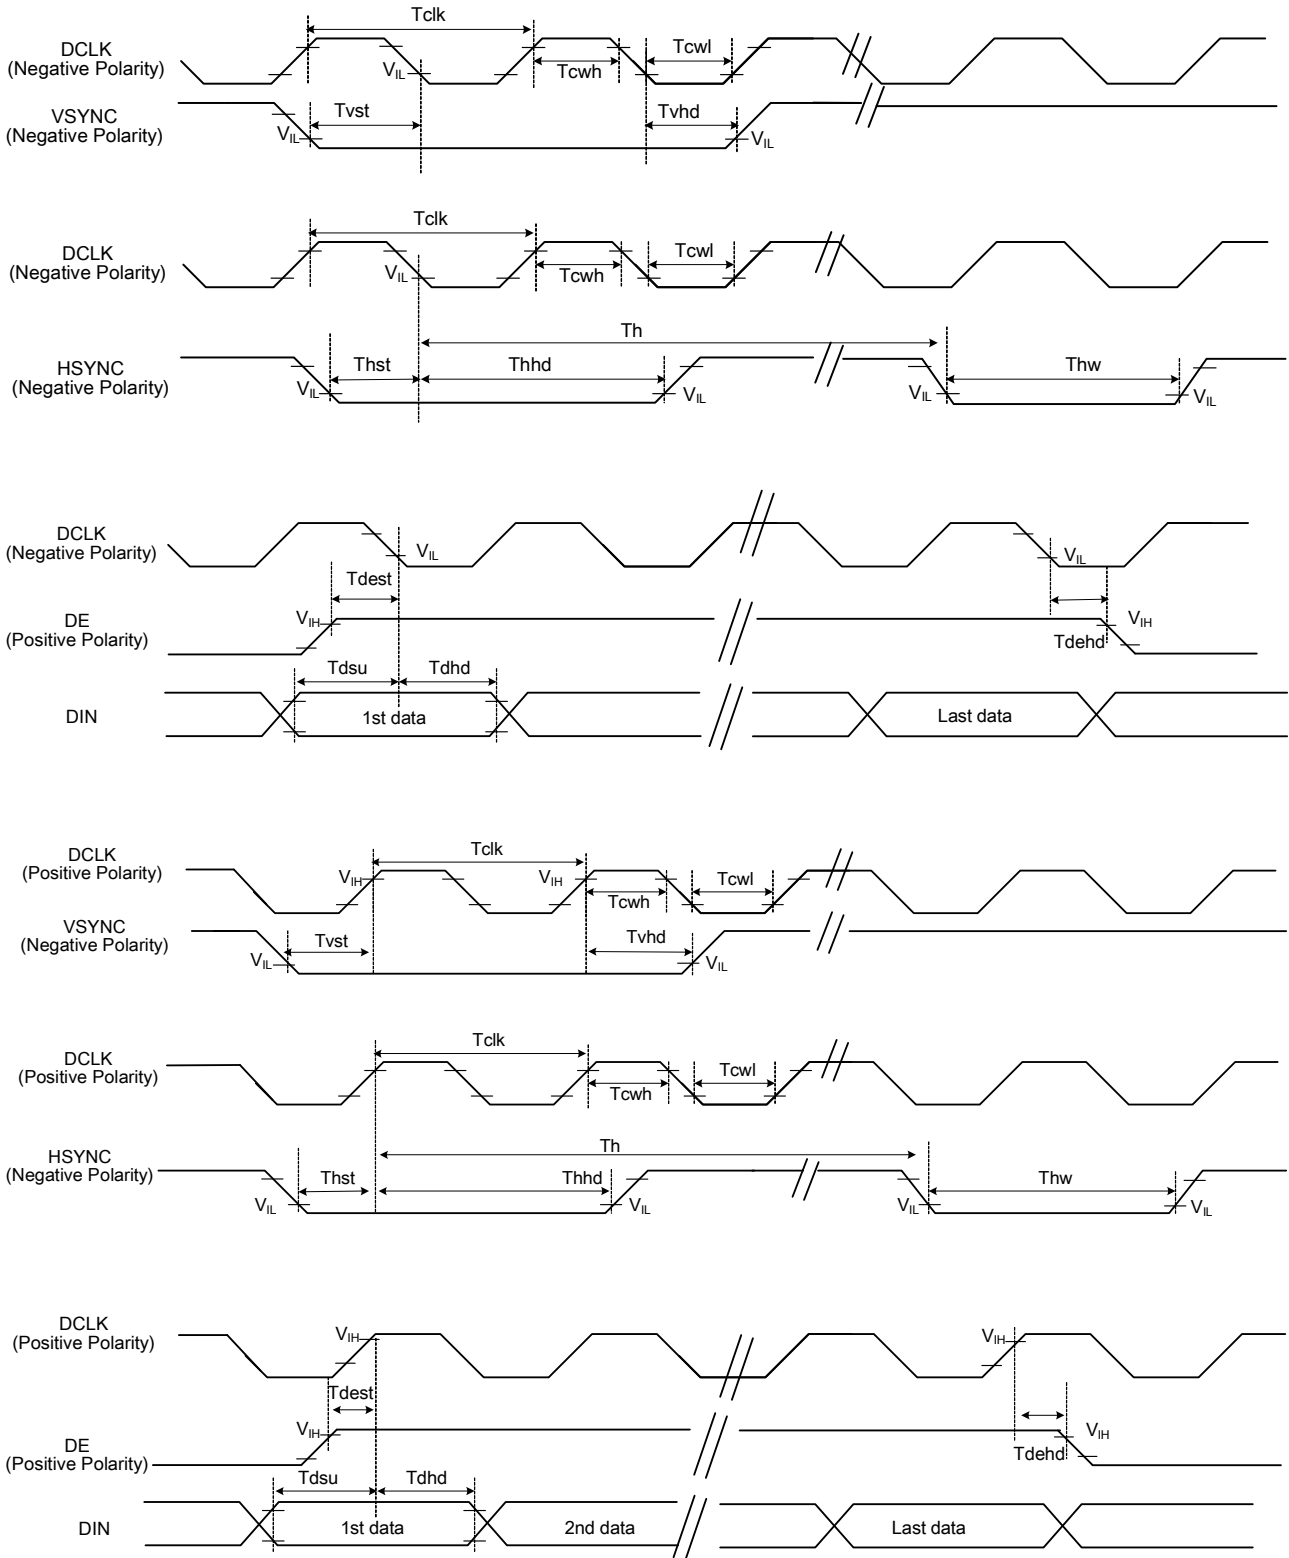 Tclk
DCLK
(Negative Polarity)
VIL
Tcwh
Tcwl
VSYNC
(Negative Polarity)
Tvst
Tvhd
VIL
VIL
Tclk
DCLK
(Negative Polarity)
VIL
Tcwh
Tcwl
Th
HSYNC
(Negative Polarity)
Thst
Thhd
Thw
VIL
VIL
VIL
VIL
DCLK
(Negative Polarity)
VIL
VIL
Tdest
DE
(Positive Polarity)
VIH
VIH
Tdehd
Tdsu
Tdhd
DIN
1st data
Last data
DCLK
(Positive Polarity)
Tclk
VIH
VIH
Tcwh
Tcwl
VSYNC
(Negative Polarity)
Tvst
Tvhd
VIL
VIL
Tclk
DCLK
(Positive Polarity)
Tcwh
Tcwl
Th
HSYNC
(Negative Polarity)
Thst
Thhd
Thw
VIL
VIL
VIL
VIL
DCLK
(Positive Polarity)
VIH
VIH
Tdest
DE
(Positive Polarity)
VIH
VIH
Tdehd
Tdsu
Tdhd
DIN
1st data
2nd data
Last data